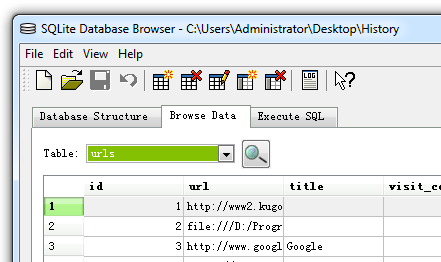 SQLite Database Browser - C:\Users\Administrator\Desktop\History
File Edit View Help
LOG
Database Structure Browse Data Execute SQL
Table: urls
id url title visit_co
1 1 http://www2.kugo
2 2 file:///D:/Progr
3 3 http://www.googl Google